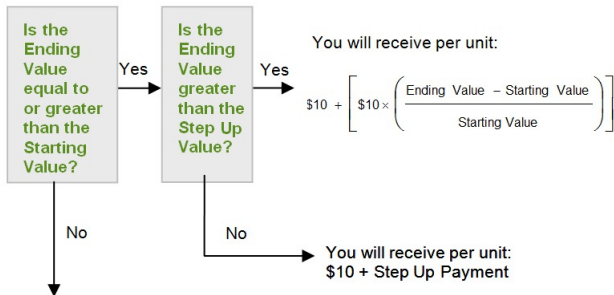 Is the
Ending
Value
equal to
or greater
than the
Starting
Value?
Yes
Is the
Ending
Value
greater
than the
Step Up
Value?
Yes
You will receive per unit:
$10 + [ $10 × ( Ending Value – Starting Value
Starting Value ) ]
No
No
You will receive per unit:
$10 + Step Up Payment